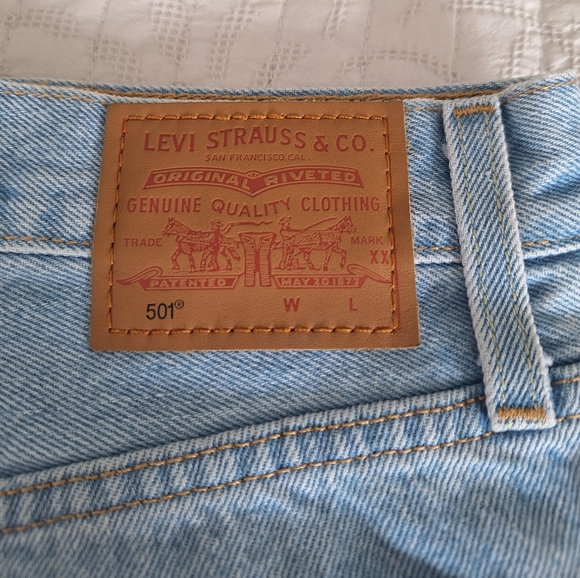 LEVI STRAUSS & CO.
SAN FRANCISCO, CAL.
ORIGINAL RIVETED
GENUINE QUALITY CLOTHING
TRADE MARK
XX
PATENTED MAY 20 1873
501® W L